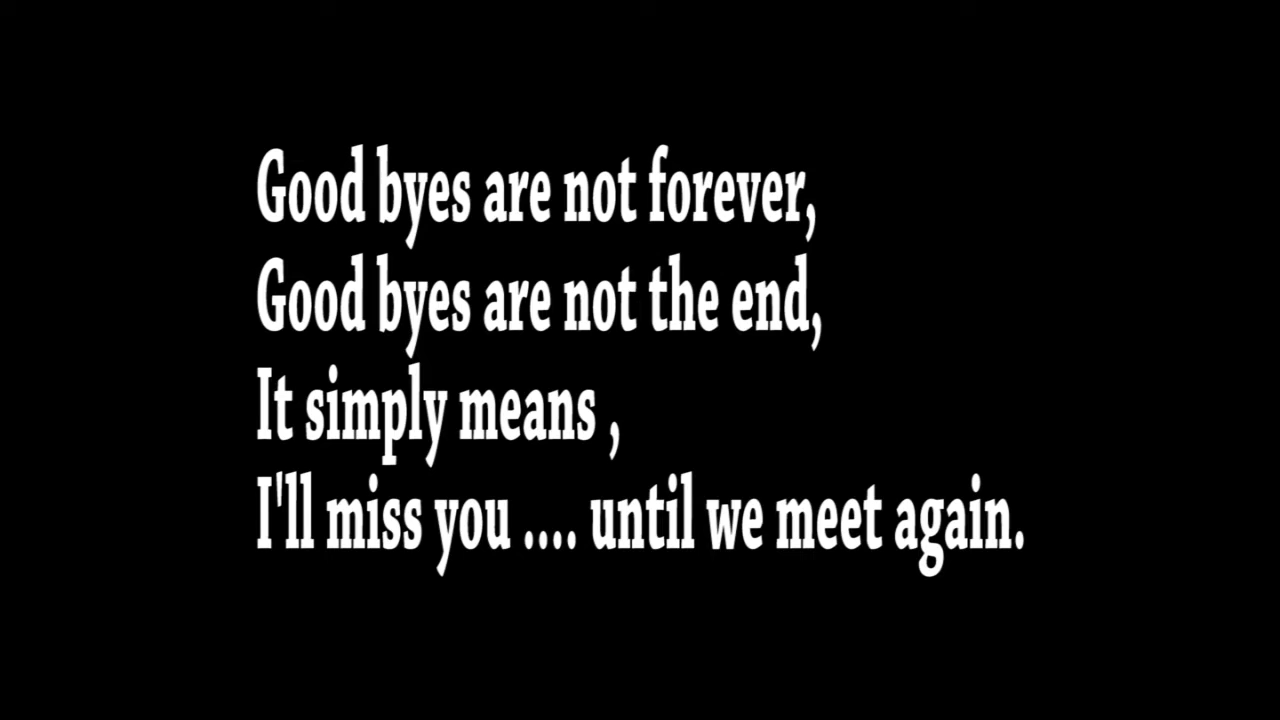 Good byes are not forever,
Good byes are not the end,
It simply means ,
I'll miss you .... until we meet again.